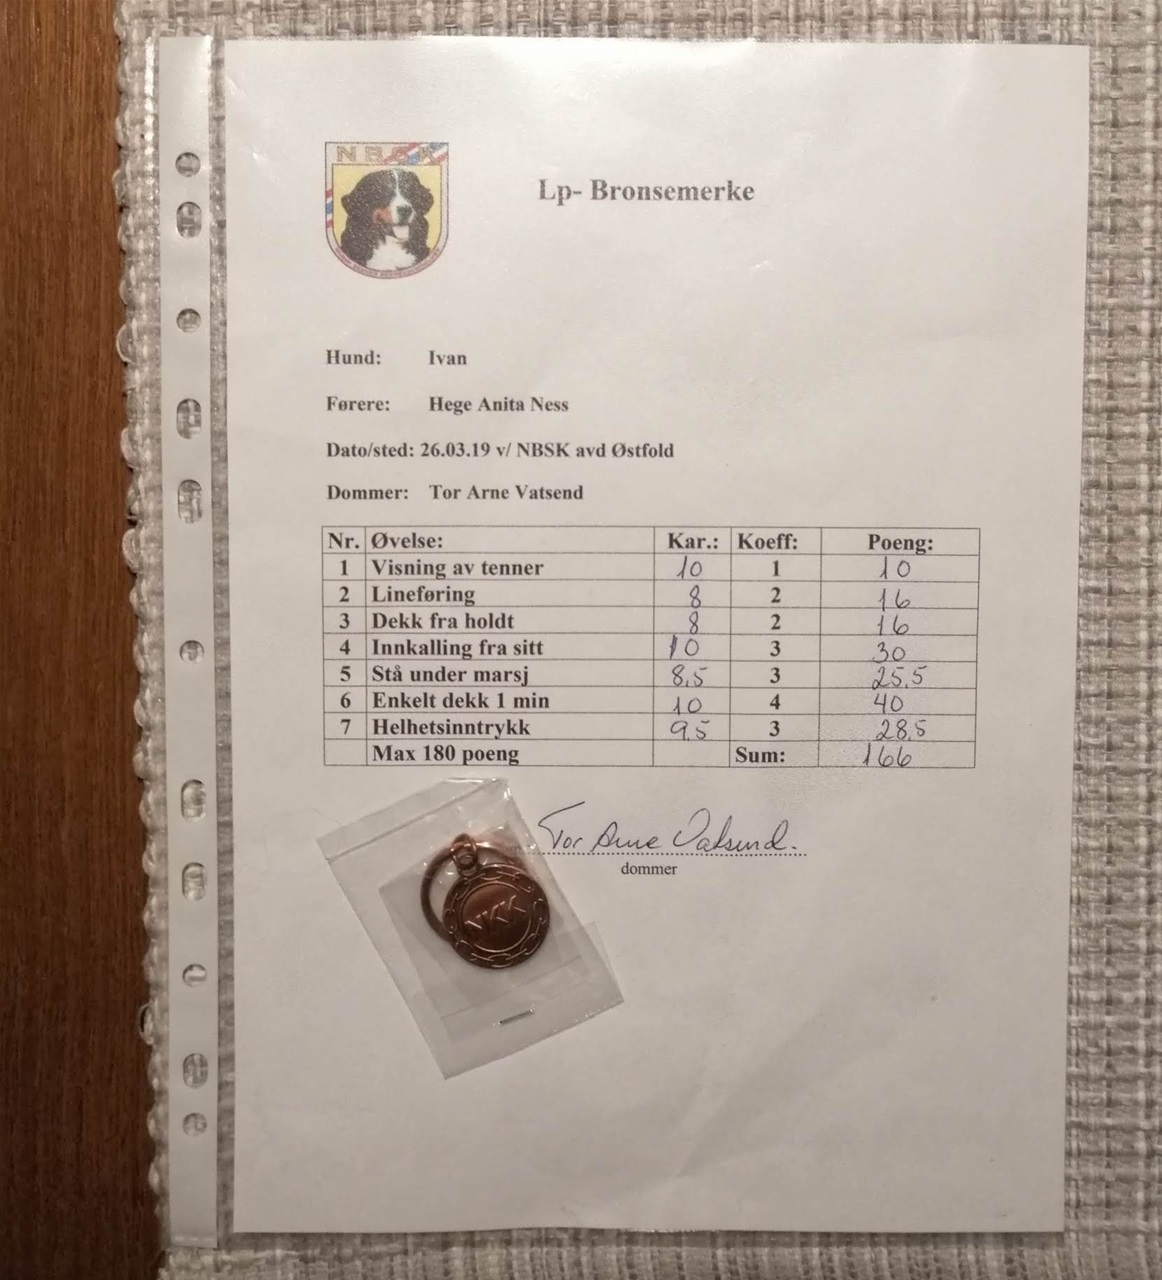 NBSK
Lp- Bronsemerke
Hund: Ivan
Førere: Hege Anita Ness
Dato/sted: 26.03.19 v/ NBSK avd Østfold
Dommer: Tor Arne Vatsend
Nr. Øvelse: Kar.: Koeff: Poeng:
1 Visning av tenner 10 1 10
2 Lineføring 8 2 16
3 Dekk fra holdt 8 2 16
4 Innkalling fra sitt 10 3 30
5 Stå under marsj 8,5 3 25,5
6 Enkelt dekk 1 min 10 4 40
7 Helhetsinntrykk 9,5 3 28,5
Max 180 poeng Sum: 166
Tor Arne Vatsend.
dommer
NKK